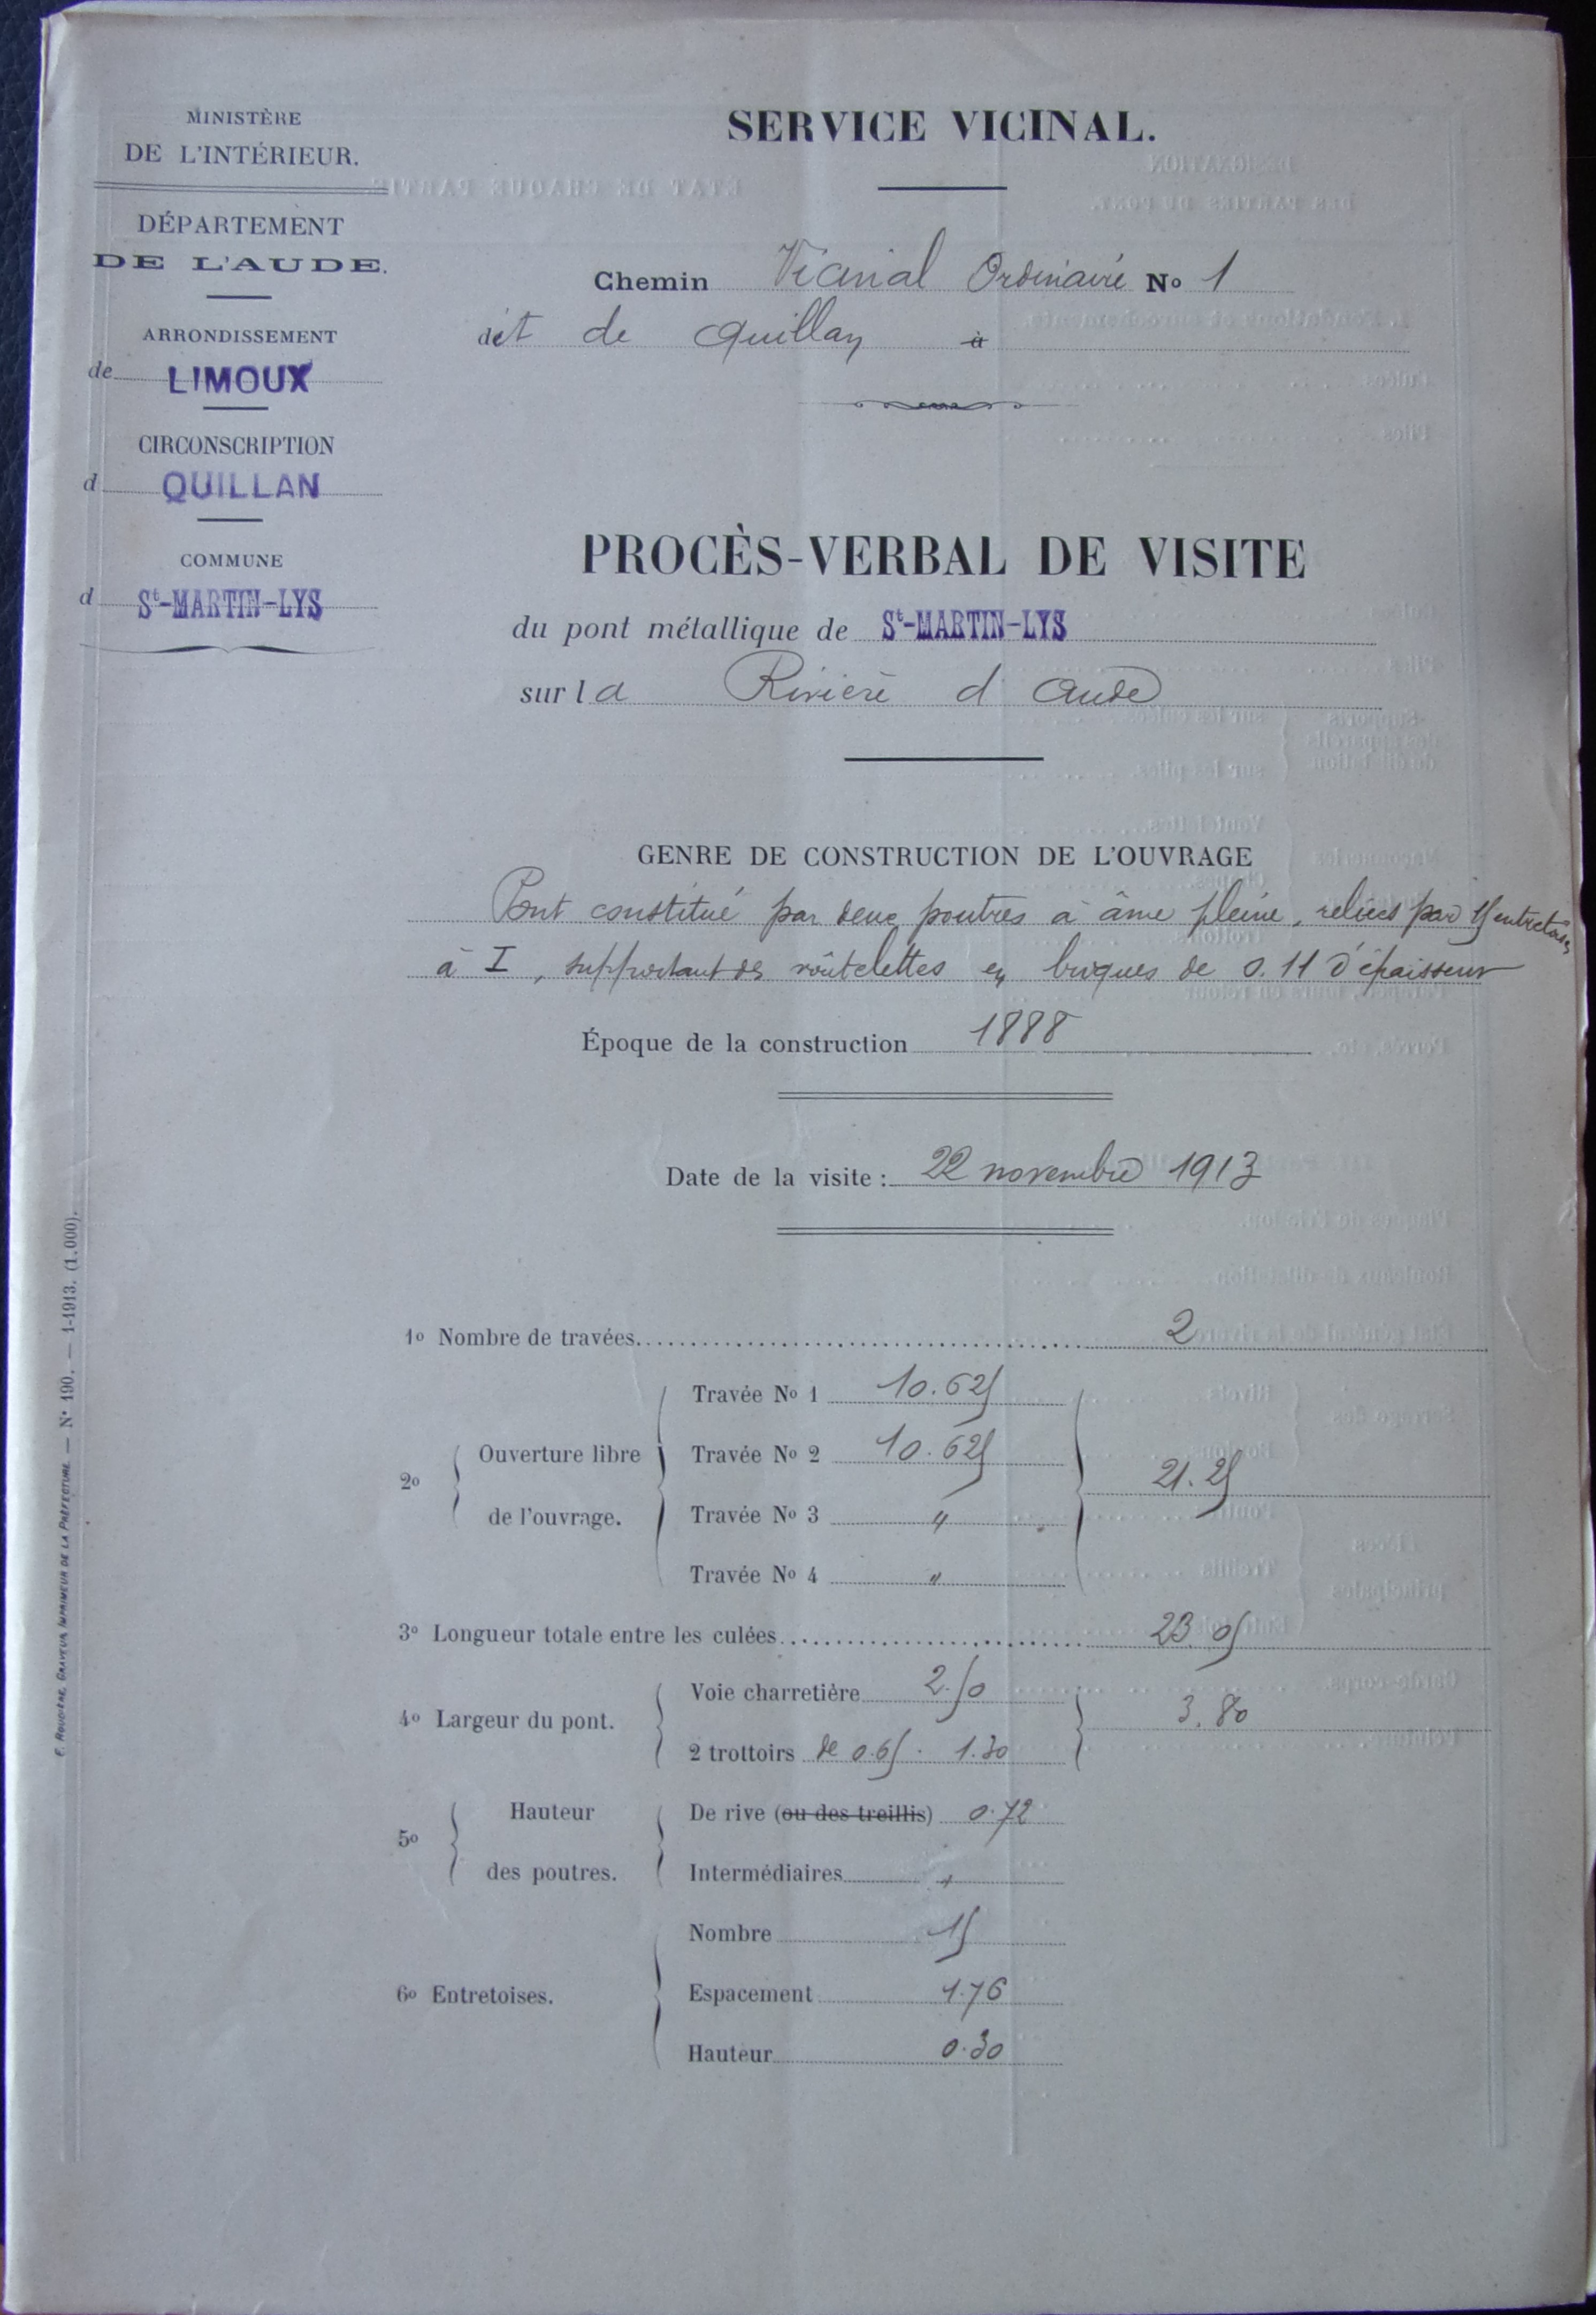 MINISTÈRE
DE L'INTÉRIEUR.
DÉPARTEMENT
DE L'AUDE.
ARRONDISSEMENT
de LIMOUX
CIRCONSCRIPTION
d QUILLAN
COMMUNE
d St-MARTIN-LYS
SERVICE VICINAL.
Chemin Vicinal Ordinaire No 1
dit de Quillan à
PROCÈS-VERBAL DE VISITE
du pont métallique de St-MARTIN-LYS
sur la Rivière d'Aude
GENRE DE CONSTRUCTION DE L'OUVRAGE
Pont constitué par deux poutres à âme pleine, reliées par 15 entretoises
à I, supportant des voûtelettes en briques de 0.11 d'épaisseur
Époque de la construction 1888
Date de la visite : 22 novembre 1913
1o Nombre de travées 2
2o Ouverture libre de l'ouvrage.
Travée No 1 10.625
Travée No 2 10.625
Travée No 3 "
Travée No 4 "
21.25
3o Longueur totale entre les culées 23.05
4o Largeur du pont.
Voie charretière 2.50
2 trottoirs de 0.65. 1.30
3.80
5o Hauteur des poutres.
De rive (ou des treillis) 0.72
Intermédiaires "
6o Entretoises.
Nombre 15
Espacement 1.76
Hauteur 0.30
E. ROUDIÈRE, GRAVEUR IMPRIMEUR DE LA PRÉFECTURE. — No 190. — 1-1913. (1.000).